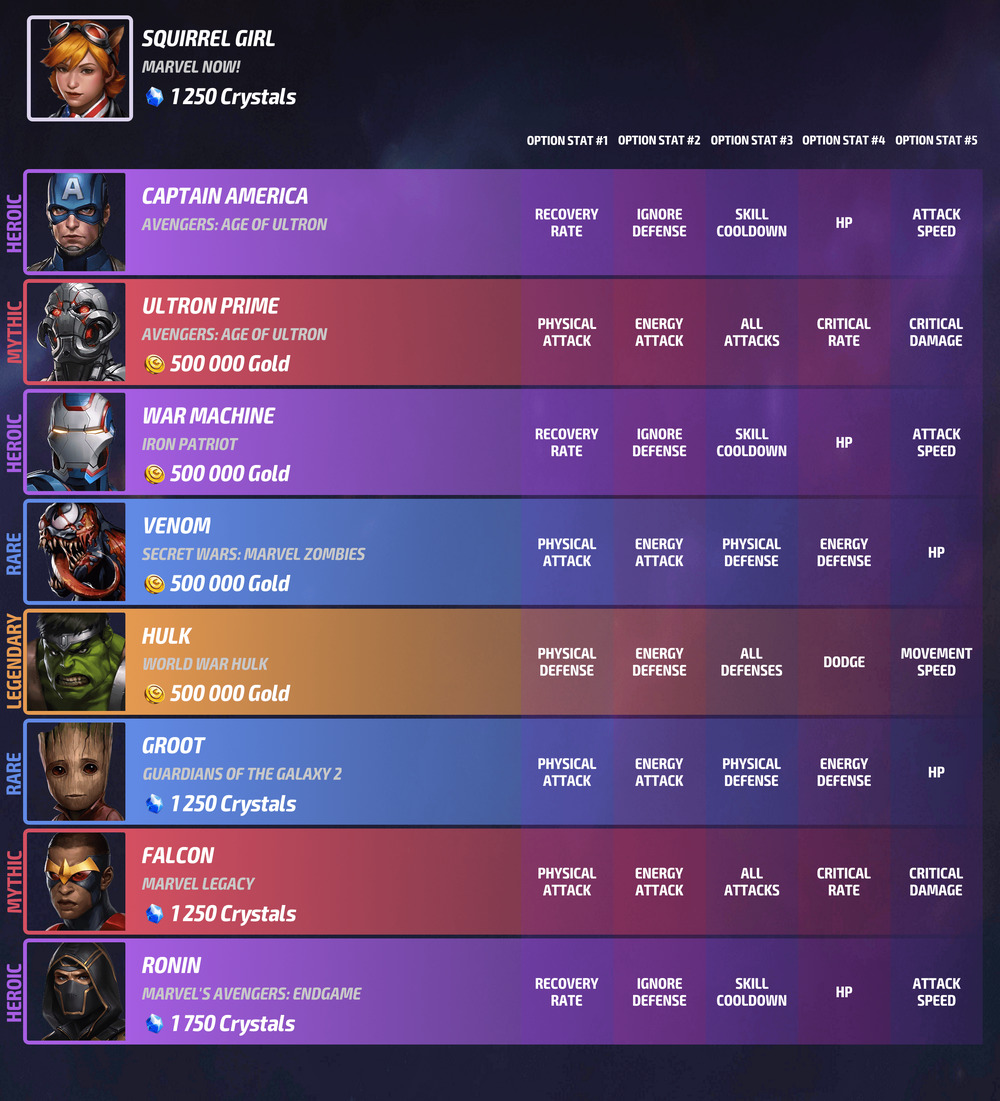 SQUIRREL GIRL
MARVEL NOW!
1 250 Crystals
OPTION STAT #1 OPTION STAT #2 OPTION STAT #3 OPTION STAT #4 OPTION STAT #5
HEROIC
A
CAPTAIN AMERICA
AVENGERS: AGE OF ULTRON
RECOVERY RATE
IGNORE DEFENSE
SKILL COOLDOWN
HP
ATTACK SPEED
MYTHIC
ULTRON PRIME
AVENGERS: AGE OF ULTRON
500 000 Gold
PHYSICAL ATTACK
ENERGY ATTACK
ALL ATTACKS
CRITICAL RATE
CRITICAL DAMAGE
HEROIC
WAR MACHINE
IRON PATRIOT
500 000 Gold
RECOVERY RATE
IGNORE DEFENSE
SKILL COOLDOWN
HP
ATTACK SPEED
RARE
VENOM
SECRET WARS: MARVEL ZOMBIES
500 000 Gold
PHYSICAL ATTACK
ENERGY ATTACK
PHYSICAL DEFENSE
ENERGY DEFENSE
HP
LEGENDARY
HULK
WORLD WAR HULK
500 000 Gold
PHYSICAL DEFENSE
ENERGY DEFENSE
ALL DEFENSES
DODGE
MOVEMENT SPEED
RARE
GROOT
GUARDIANS OF THE GALAXY 2
1 250 Crystals
PHYSICAL ATTACK
ENERGY ATTACK
PHYSICAL DEFENSE
ENERGY DEFENSE
HP
MYTHIC
FALCON
MARVEL LEGACY
1 250 Crystals
PHYSICAL ATTACK
ENERGY ATTACK
ALL ATTACKS
CRITICAL RATE
CRITICAL DAMAGE
HEROIC
RONIN
MARVEL'S AVENGERS: ENDGAME
1 750 Crystals
RECOVERY RATE
IGNORE DEFENSE
SKILL COOLDOWN
HP
ATTACK SPEED